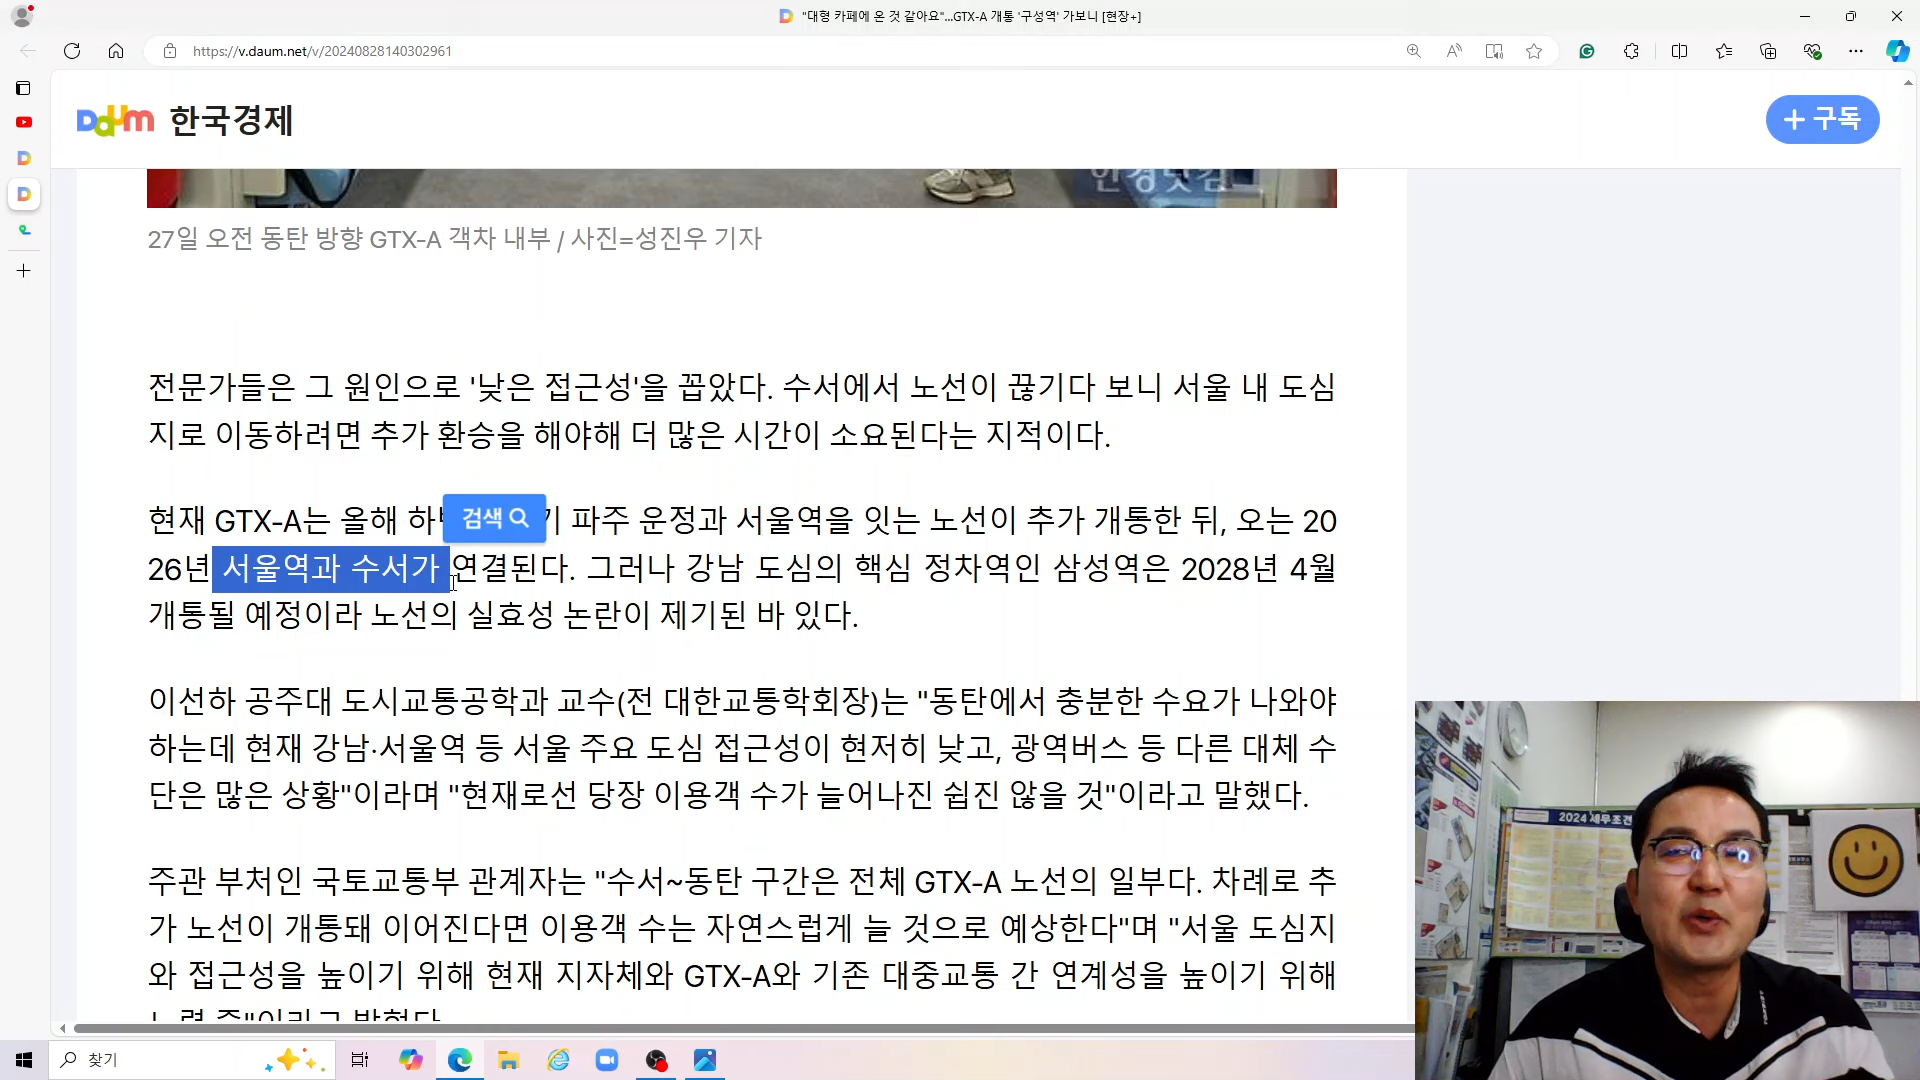 "대형 카페에 온 것 같아요"...GTX-A 개통 '구성역' 가보니 [현장+]
https://v.daum.net/v/20240828140302961
Daum 한국경제
+ 구독
한경닷컴
27일 오전 동탄 방향 GTX-A 객차 내부 / 사진=성진우 기자
전문가들은 그 원인으로 '낮은 접근성'을 꼽았다. 수서에서 노선이 끊기다 보니 서울 내 도심
지로 이동하려면 추가 환승을 해야해 더 많은 시간이 소요된다는 지적이다.
검색
현재 GTX-A는 올해 하 기 파주 운정과 서울역을 잇는 노선이 추가 개통한 뒤, 오는 20
26년 서울역과 수서가 연결된다. 그러나 강남 도심의 핵심 정차역인 삼성역은 2028년 4월
개통될 예정이라 노선의 실효성 논란이 제기된 바 있다.
이선하 공주대 도시교통공학과 교수(전 대한교통학회장)는 "동탄에서 충분한 수요가 나와야
하는데 현재 강남·서울역 등 서울 주요 도심 접근성이 현저히 낮고, 광역버스 등 다른 대체 수
단은 많은 상황"이라며 "현재로선 당장 이용객 수가 늘어나진 쉽진 않을 것"이라고 말했다.
주관 부처인 국토교통부 관계자는 "수서~동탄 구간은 전체 GTX-A 노선의 일부다. 차례로 추
가 노선이 개통돼 이어진다면 이용객 수는 자연스럽게 늘 것으로 예상한다"며 "서울 도심지
와 접근성을 높이기 위해 현재 지자체와 GTX-A와 기존 대중교통 간 연계성을 높이기 위해
노력 중"이라고 밝혔다.
2024 세무조견
찾기